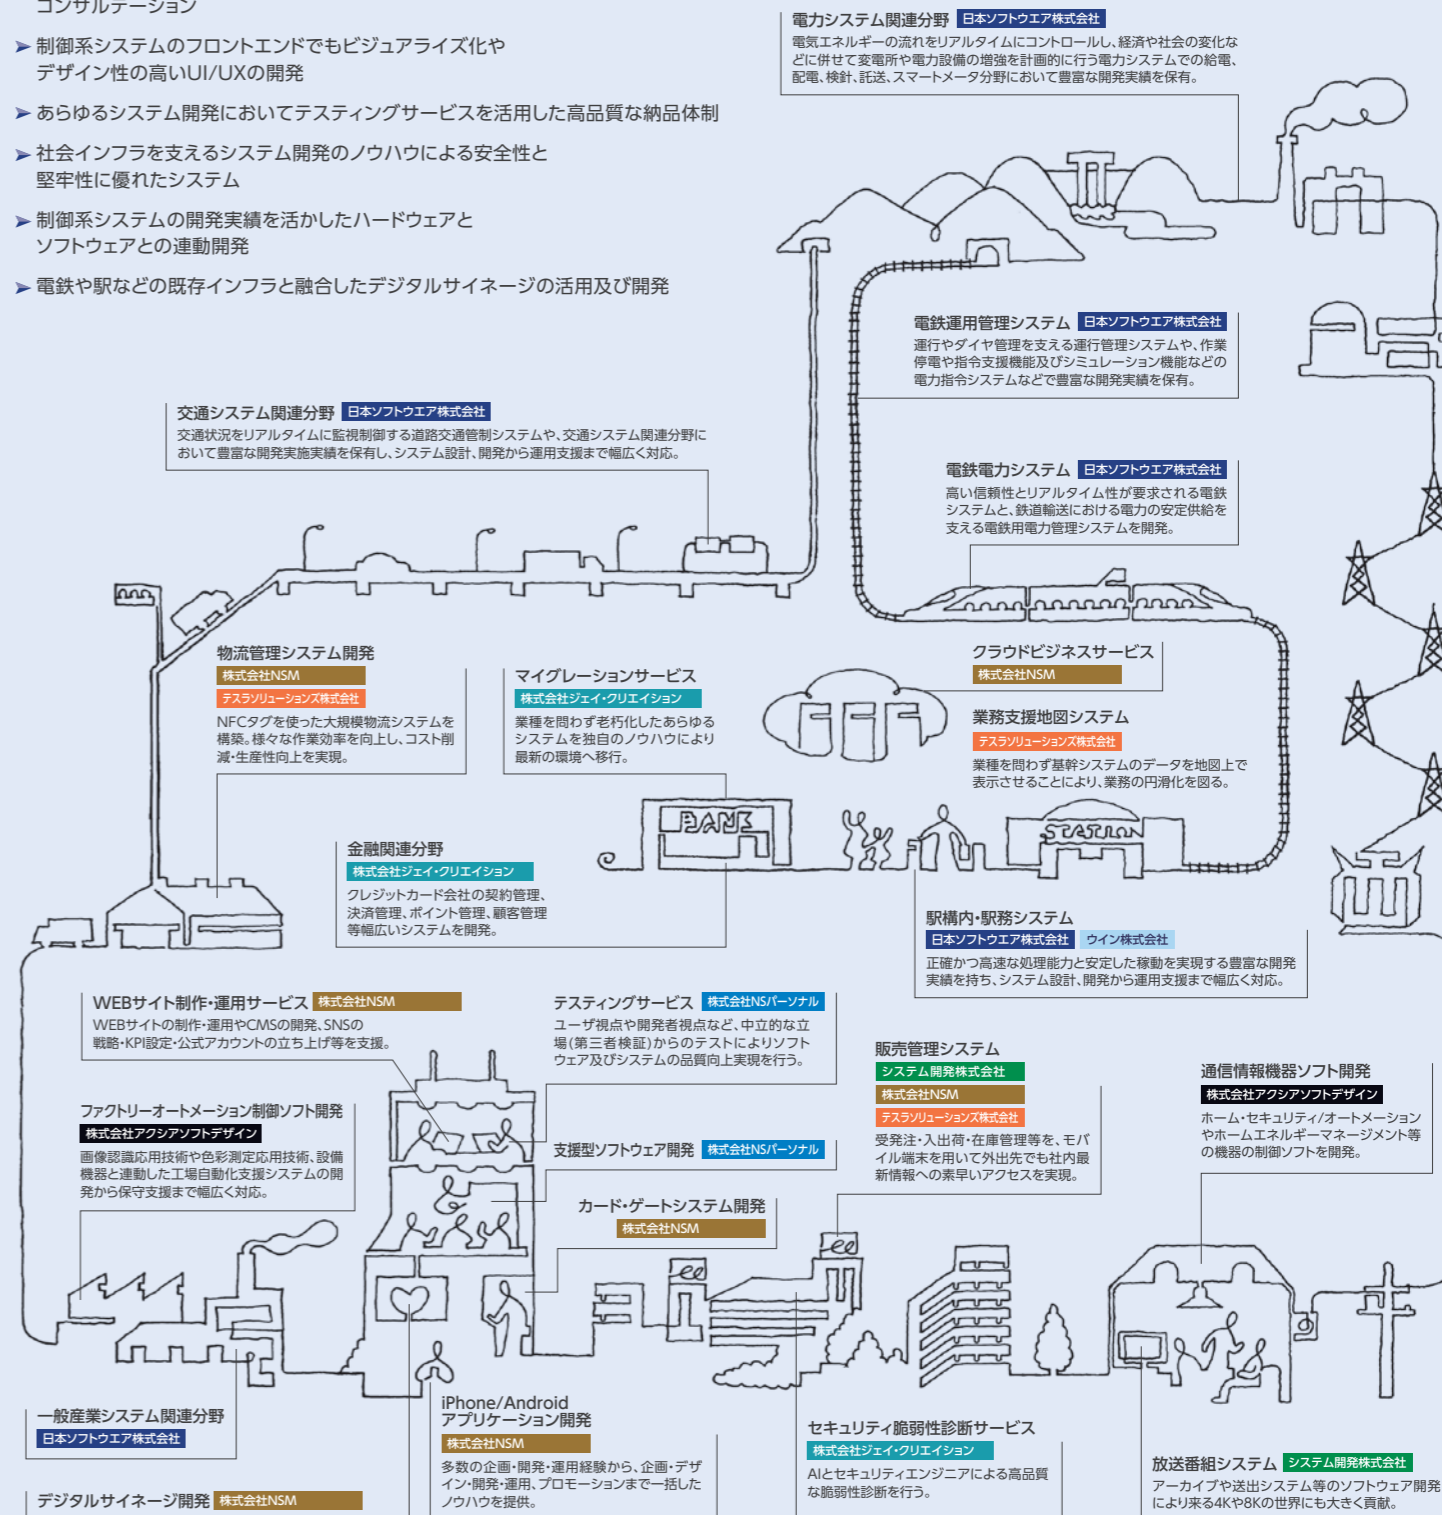 コンサルテーション
➤ 制御系システムのフロントエンドでもビジュアライズ化や
デザイン性の高いUI/UXの開発
➤ あらゆるシステム開発においてテスティングサービスを活用した高品質な納品体制
➤ 社会インフラを支えるシステム開発のノウハウによる安全性と
堅牢性に優れたシステム
➤ 制御系システムの開発実績を活かしたハードウェアと
ソフトウェアとの連動開発
➤ 電鉄や駅などの既存インフラと融合したデジタルサイネージの活用及び開発
電力システム関連分野 日本ソフトウエア株式会社
電気エネルギーの流れをリアルタイムにコントロールし、経済や社会の変化な
どに併せて変電所や電力設備の増強を計画的に行う電力システムでの給電、
配電、検針、託送、スマートメータ分野において豊富な開発実績を保有。
電鉄運用管理システム 日本ソフトウエア株式会社
運行やダイヤ管理を支える運行管理システムや、作業
停電や指令支援機能及びシミュレーション機能などの
電力指令システムなどで豊富な開発実績を保有。
交通システム関連分野 日本ソフトウエア株式会社
交通状況をリアルタイムに監視制御する道路交通管制システムや、交通システム関連分野に
おいて豊富な開発実施実績を保有し、システム設計、開発から運用支援まで幅広く対応。
電鉄電力システム 日本ソフトウエア株式会社
高い信頼性とリアルタイム性が要求される電鉄
システムと、鉄道輸送における電力の安定供給を
支える電鉄用電力管理システムを開発。
物流管理システム開発
株式会社NSM
テスラソリューションズ株式会社
NFCタグを使った大規模物流システムを
構築。様々な作業効率を向上し、コスト削
減・生産性向上を実現。
マイグレーションサービス
株式会社ジェイ・クリエイション
業種を問わず老朽化したあらゆる
システムを独自のノウハウにより
最新の環境へ移行。
クラウドビジネスサービス
株式会社NSM
業務支援地図システム
テスラソリューションズ株式会社
業種を問わず基幹システムのデータを地図上で
表示させることにより、業務の円滑化を図る。
BANK
STATION
金融関連分野
株式会社ジェイ・クリエイション
クレジットカード会社の契約管理、
決済管理、ポイント管理、顧客管理
等幅広いシステムを開発。
駅構内・駅務システム
日本ソフトウエア株式会社 ウイン株式会社
正確かつ高速な処理能力と安定した稼動を実現する豊富な開発
実績を持ち、システム設計、開発から運用支援まで幅広く対応。
WEBサイト制作・運用サービス 株式会社NSM
WEBサイトの制作・運用やCMSの開発、SNSの
戦略・KPI設定・公式アカウントの立ち上げ等を支援。
テスティングサービス 株式会社NSパーソナル
ユーザ視点や開発者視点など、中立的な立
場(第三者検証)からのテストによりソフト
ウェア及びシステムの品質向上実現を行う。
販売管理システム
システム開発株式会社
株式会社NSM
テスラソリューションズ株式会社
受発注・入出荷・在庫管理等を、モバ
イル端末を用いて外出先でも社内最
新情報への素早いアクセスを実現。
通信情報機器ソフト開発
株式会社アクシアソフトデザイン
ホーム・セキュリティ/オートメーション
やホームエネルギーマネージメント等
の機器の制御ソフトを開発。
ファクトリーオートメーション制御ソフト開発
株式会社アクシアソフトデザイン
画像認識応用技術や色彩測定応用技術、設備
機器と連動した工場自動化支援システムの開
発から保守支援まで幅広く対応。
支援型ソフトウェア開発 株式会社NSパーソナル
カード・ゲートシステム開発
株式会社NSM
一般産業システム関連分野
日本ソフトウエア株式会社
iPhone/Android
アプリケーション開発
株式会社NSM
多数の企画・開発・運用経験から、企画・デザ
イン・開発・運用、プロモーションまで一括した
ノウハウを提供。
セキュリティ脆弱性診断サービス
株式会社ジェイ・クリエイション
AIとセキュリティエンジニアによる高品質
な脆弱性診断を行う。
放送番組システム システム開発株式会社
アーカイブや送出システム等のソフトウェア開発
により来る4Kや8Kの世界にも大きく貢献。
デジタルサイネージ開発 株式会社NSM